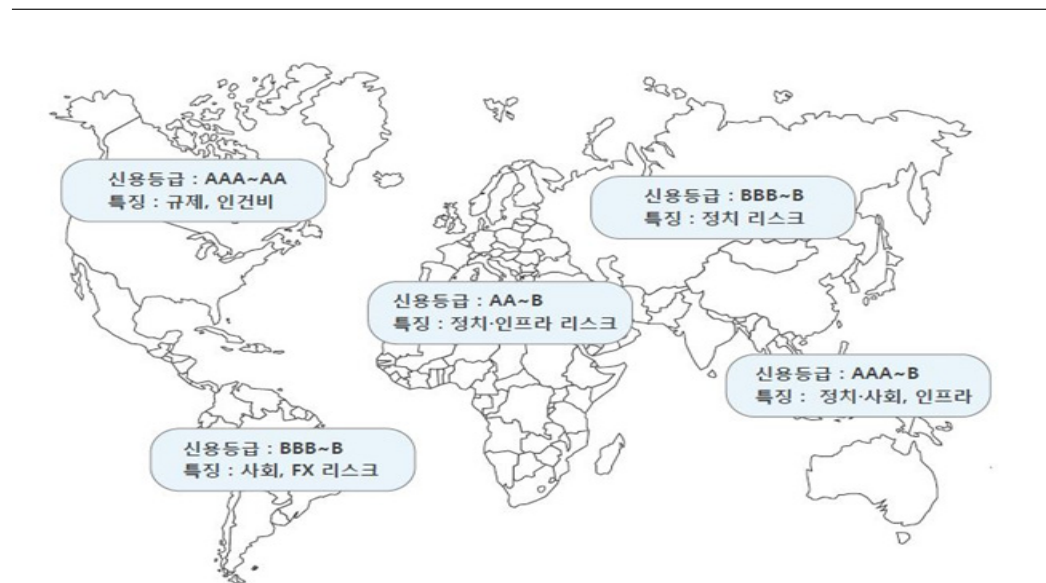 신용등급 : AAA~AA
특징 : 규제, 인건비
신용등급 : BBB~B
특징 : 정치 리스크
신용등급 : AA~B
특징 : 정치·인프라 리스크
신용등급 : AAA~B
특징 : 정치·사회, 인프라
신용등급 : BBB~B
특징 : 사회, FX 리스크